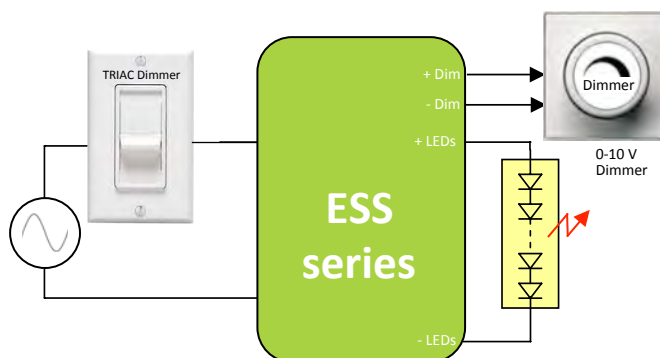 TRIAC Dimmer
+ Dim
- Dim
+ LEDs
ESS
series
- LEDs
Dimmer
0-10 V
Dimmer